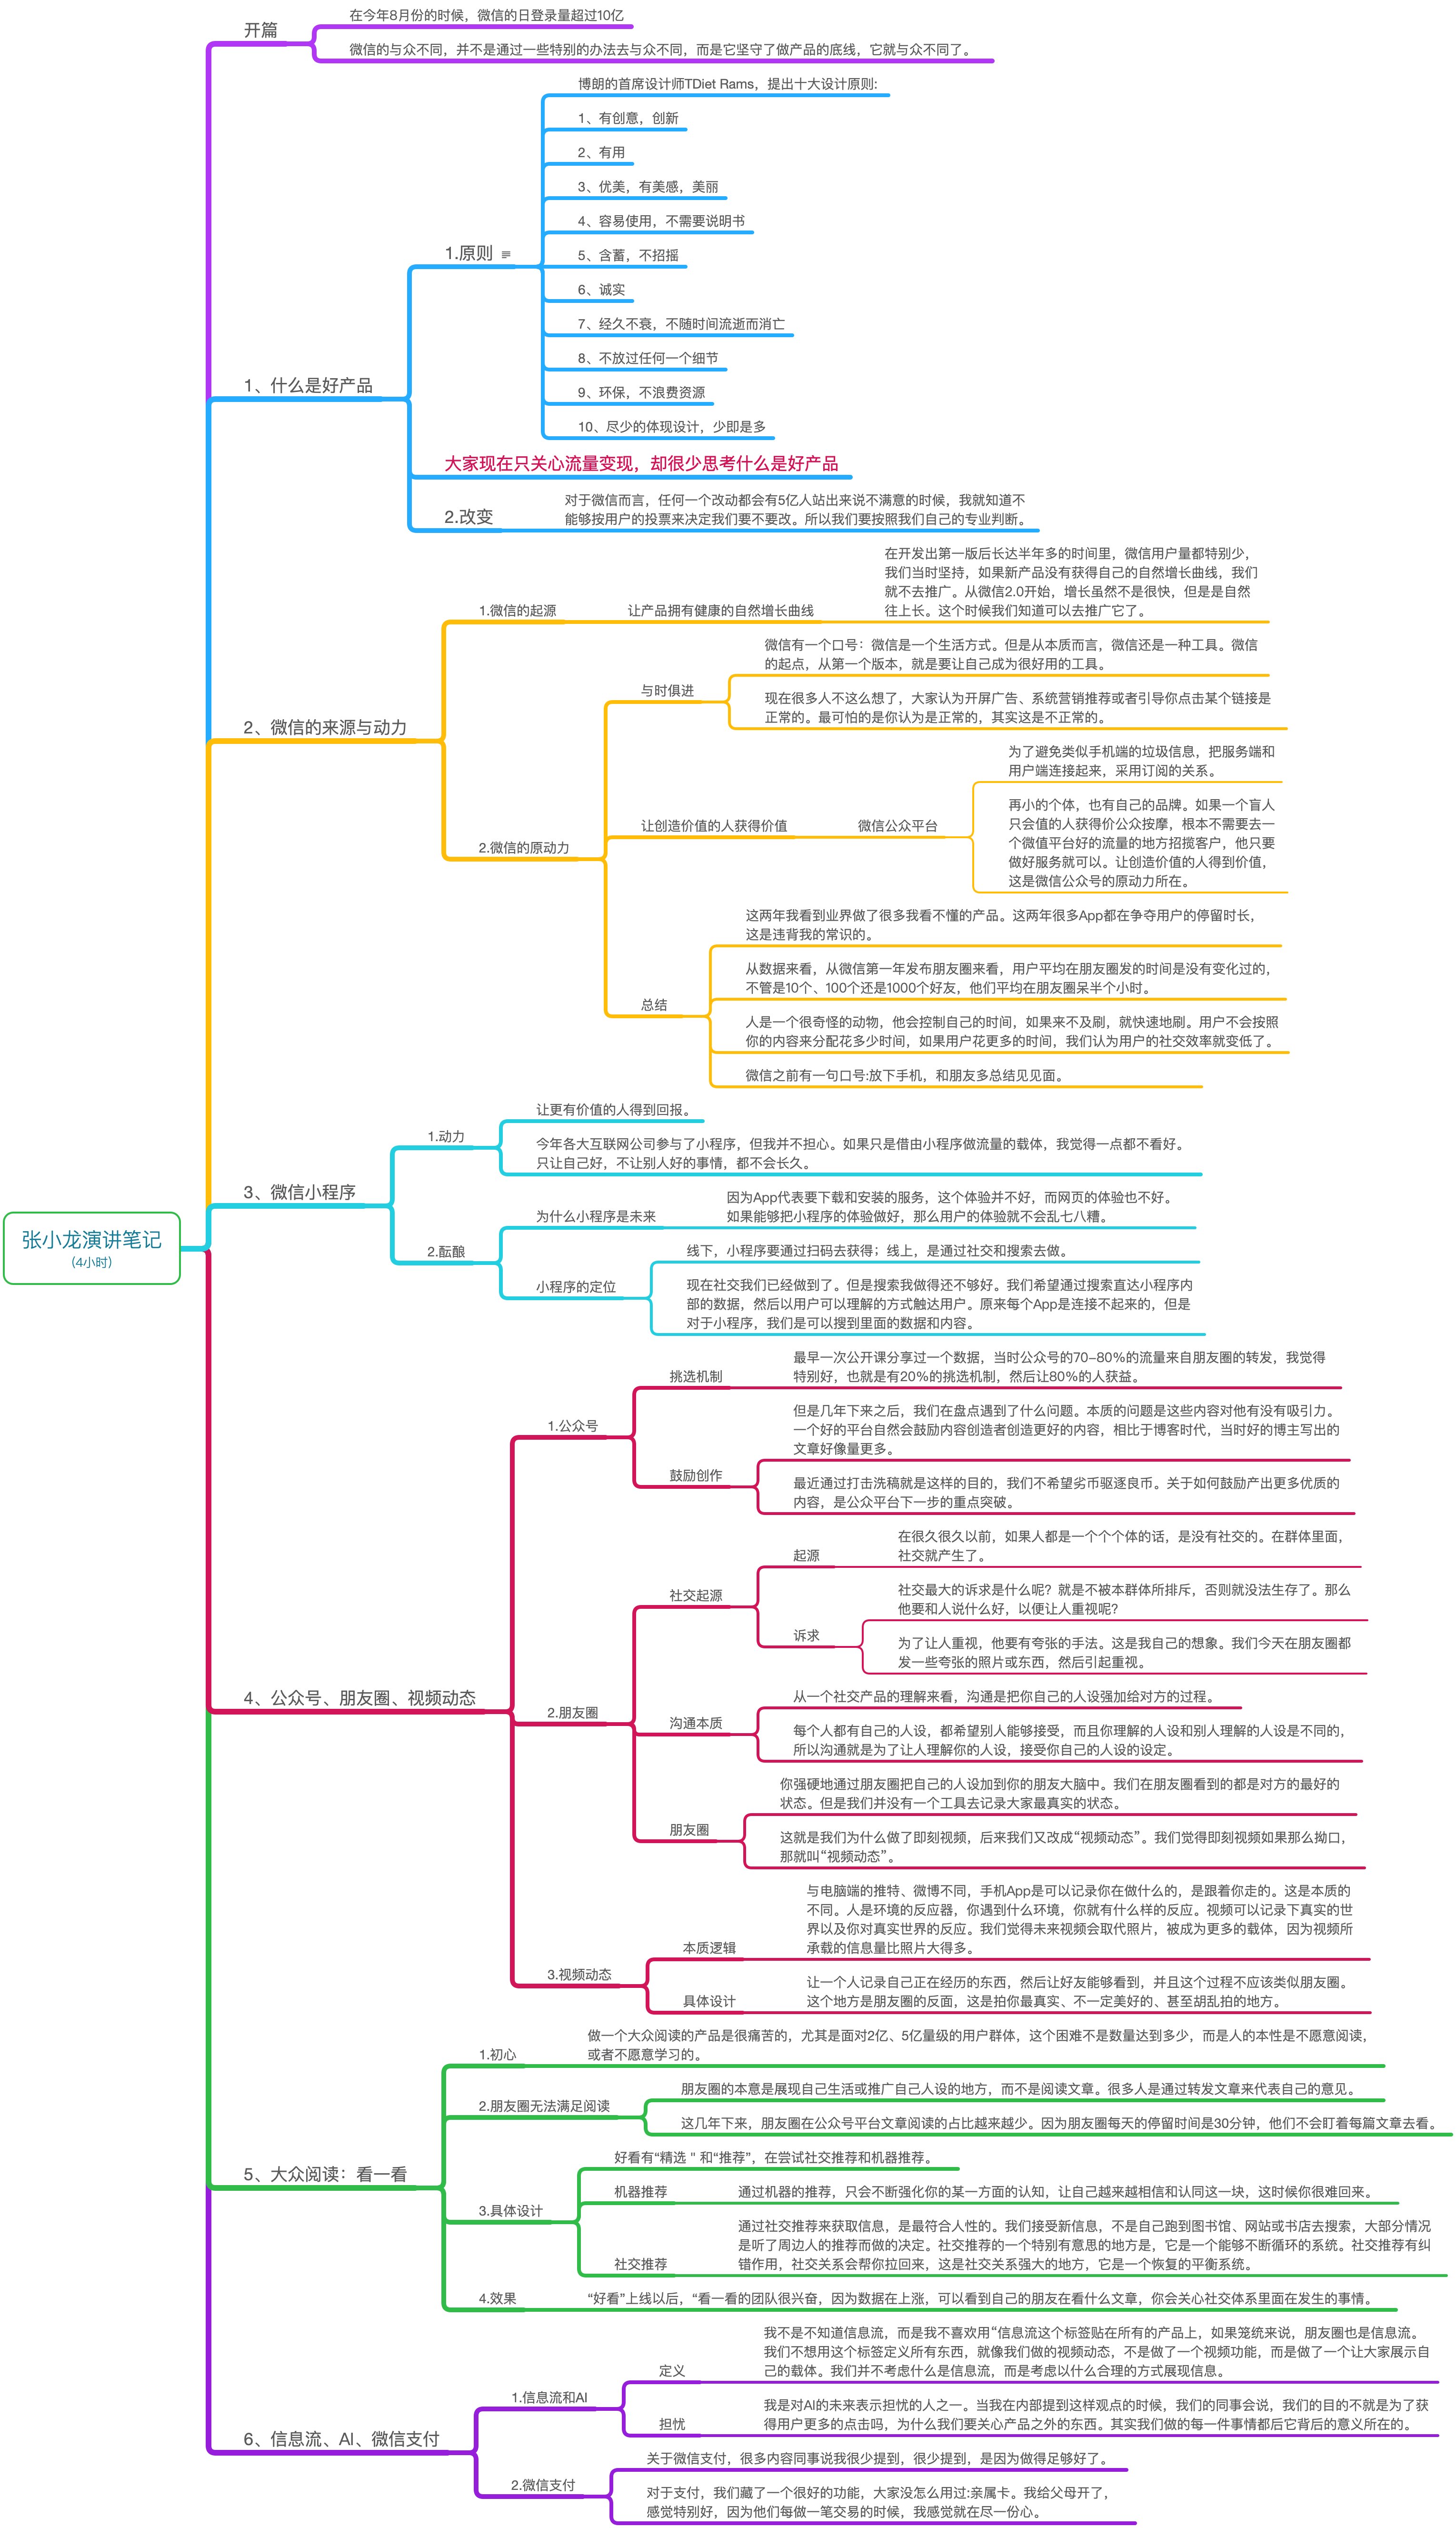 张小龙演讲笔记
(4小时)
开篇
在今年8月份的时候，微信的日登录量超过10亿
微信的与众不同，并不是通过一些特别的办法去与众不同，而是它坚守了做产品的底线，它就与众不同了。
1、什么是好产品
1.原则
博朗的首席设计师TDiet Rams，提出十大设计原则:
1、有创意，创新
2、有用
3、优美，有美感，美丽
4、容易使用，不需要说明书
5、含蓄，不招摇
6、诚实
7、经久不衰，不随时间流逝而消亡
8、不放过任何一个细节
9、环保，不浪费资源
10、尽少的体现设计，少即是多
大家现在只关心流量变现，却很少思考什么是好产品
2.改变
对于微信而言，任何一个改动都会有5亿人站出来说不满意的时候，我就知道不
能够按用户的投票来决定我们要不要改。所以我们要按照我们自己的专业判断。
2、微信的来源与动力
1.微信的起源
让产品拥有健康的自然增长曲线
在开发出第一版后长达半年多的时间里，微信用户量都特别少，
我们当时坚持，如果新产品没有获得自己的自然增长曲线，我们
就不去推广。从微信2.0开始，增长虽然不是很快，但是是自然
往上长。这个时候我们知道可以去推广它了。
2.微信的原动力
与时俱进
微信有一个口号：微信是一个生活方式。但是从本质而言，微信还是一种工具。微信
的起点，从第一个版本，就是要让自己成为很好用的工具。
现在很多人不这么想了，大家认为开屏广告、系统营销推荐或者引导你点击某个链接是
正常的。最可怕的是你认为是正常的，其实这是不正常的。
让创造价值的人获得价值
微信公众平台
为了避免类似手机端的垃圾信息，把服务端和
用户端连接起来，采用订阅的关系。
再小的个体，也有自己的品牌。如果一个盲人
只会值的人获得价公众按摩，根本不需要去一
个微值平台好的流量的地方招揽客户，他只要
做好服务就可以。让创造价值的人得到价值，
这是微信公众号的原动力所在。
总结
这两年我看到业界做了很多我看不懂的产品。这两年很多App都在争夺用户的停留时长，
这是违背我的常识的。
从数据来看，从微信第一年发布朋友圈来看，用户平均在朋友圈发的时间是没有变化过的，
不管是10个、100个还是1000个好友，他们平均在朋友圈呆半个小时。
人是一个很奇怪的动物，他会控制自己的时间，如果来不及刷，就快速地刷。用户不会按照
你的内容来分配花多少时间，如果用户花更多的时间，我们认为用户的社交效率就变低了。
微信之前有一句口号:放下手机，和朋友多总结见见面。
3、微信小程序
1.动力
让更有价值的人得到回报。
今年各大互联网公司参与了小程序，但我并不担心。如果只是借由小程序做流量的载体，我觉得一点都不看好。
只让自己好，不让别人好的事情，都不会长久。
2.酝酿
为什么小程序是未来
因为App代表要下载和安装的服务，这个体验并不好，而网页的体验也不好。
如果能够把小程序的体验做好，那么用户的体验就不会乱七八糟。
小程序的定位
线下，小程序要通过扫码去获得；线上，是通过社交和搜索去做。
现在社交我们已经做到了。但是搜索我做得还不够好。我们希望通过搜索直达小程序内
部的数据，然后以用户可以理解的方式触达用户。原来每个App是连接不起来的，但是
对于小程序，我们是可以搜到里面的数据和内容。
4、公众号、朋友圈、视频动态
1.公众号
挑选机制
最早一次公开课分享过一个数据，当时公众号的70-80%的流量来自朋友圈的转发，我觉得
特别好，也就是有20%的挑选机制，然后让80%的人获益。
鼓励创作
但是几年下来之后，我们在盘点遇到了什么问题。本质的问题是这些内容对他有没有吸引力。
一个好的平台自然会鼓励内容创造者创造更好的内容，相比于博客时代，当时好的博主写出的
文章好像量更多。
最近通过打击洗稿就是这样的目的，我们不希望劣币驱逐良币。关于如何鼓励产出更多优质的
内容，是公众平台下一步的重点突破。
2.朋友圈
社交起源
起源
在很久很久以前，如果人都是一个个个体的话，是没有社交的。在群体里面，
社交就产生了。
诉求
社交最大的诉求是什么呢？就是不被本群体所排斥，否则就没法生存了。那么
他要和人说什么好，以便让人重视呢？
为了让人重视，他要有夸张的手法。这是我自己的想象。我们今天在朋友圈都
发一些夸张的照片或东西，然后引起重视。
沟通本质
从一个社交产品的理解来看，沟通是把你自己的人设强加给对方的过程。
每个人都有自己的人设，都希望别人能够接受，而且你理解的人设和别人理解的人设是不同的，
所以沟通就是为了让人理解你的人设，接受你自己的人设的设定。
朋友圈
你强硬地通过朋友圈把自己的人设加到你的朋友大脑中。我们在朋友圈看到的都是对方的最好的
状态。但是我们并没有一个工具去记录大家最真实的状态。
这就是我们为什么做了即刻视频，后来我们又改成“视频动态”。我们觉得即刻视频如果那么拗口，
那就叫“视频动态”。
3.视频动态
本质逻辑
与电脑端的推特、微博不同，手机App是可以记录你在做什么的，是跟着你走的。这是本质的
不同。人是环境的反应器，你遇到什么环境，你就有什么样的反应。视频可以记录下真实的世
界以及你对真实世界的反应。我们觉得未来视频会取代照片，被成为更多的载体，因为视频所
承载的信息量比照片大得多。
具体设计
让一个人记录自己正在经历的东西，然后让好友能够看到，并且这个过程不应该类似朋友圈。
这个地方是朋友圈的反面，这是拍你最真实、不一定美好的、甚至胡乱拍的地方。
5、大众阅读：看一看
1.初心
做一个大众阅读的产品是很痛苦的，尤其是面对2亿、5亿量级的用户群体，这个困难不是数量达到多少，而是人的本性是不愿意阅读，
或者不愿意学习的。
2.朋友圈无法满足阅读
朋友圈的本意是展现自己生活或推广自己人设的地方，而不是阅读文章。很多人是通过转发文章来代表自己的意见。
这几年下来，朋友圈在公众号平台文章阅读的占比越来越少。因为朋友圈每天的停留时间是30分钟，他们不会盯着每篇文章去看。
3.具体设计
好看有“精选＂和“推荐”，在尝试社交推荐和机器推荐。
机器推荐
通过机器的推荐，只会不断强化你的某一方面的认知，让自己越来越相信和认同这一块，这时候你很难回来。
社交推荐
通过社交推荐来获取信息，是最符合人性的。我们接受新信息，不是自己跑到图书馆、网站或书店去搜索，大部分情况
是听了周边人的推荐而做的决定。社交推荐的一个特别有意思的地方是，它是一个能够不断循环的系统。社交推荐有纠
错作用，社交关系会帮你拉回来，这是社交关系强大的地方，它是一个恢复的平衡系统。
4.效果
“好看”上线以后，“看一看的团队很兴奋，因为数据在上涨，可以看到自己的朋友在看什么文章，你会关心社交体系里面在发生的事情。
6、信息流、AI、微信支付
1.信息流和AI
定义
我不是不知道信息流，而是我不喜欢用“信息流这个标签贴在所有的产品上，如果笼统来说，朋友圈也是信息流。
我们不想用这个标签定义所有东西，就像我们做的视频动态，不是做了一个视频功能，而是做了一个让大家展示自
己的载体。我们并不考虑什么是信息流，而是考虑以什么合理的方式展现信息。
担忧
我是对AI的未来表示担忧的人之一。当我在内部提到这样观点的时候，我们的同事会说，我们的目的不就是为了获
得用户更多的点击吗，为什么我们要关心产品之外的东西。其实我们做的每一件事情都后它背后的意义所在的。
2.微信支付
关于微信支付，很多内容同事说我很少提到，很少提到，是因为做得足够好了。
对于支付，我们藏了一个很好的功能，大家没怎么用过:亲属卡。我给父母开了，
感觉特别好，因为他们每做一笔交易的时候，我感觉就在尽一份心。